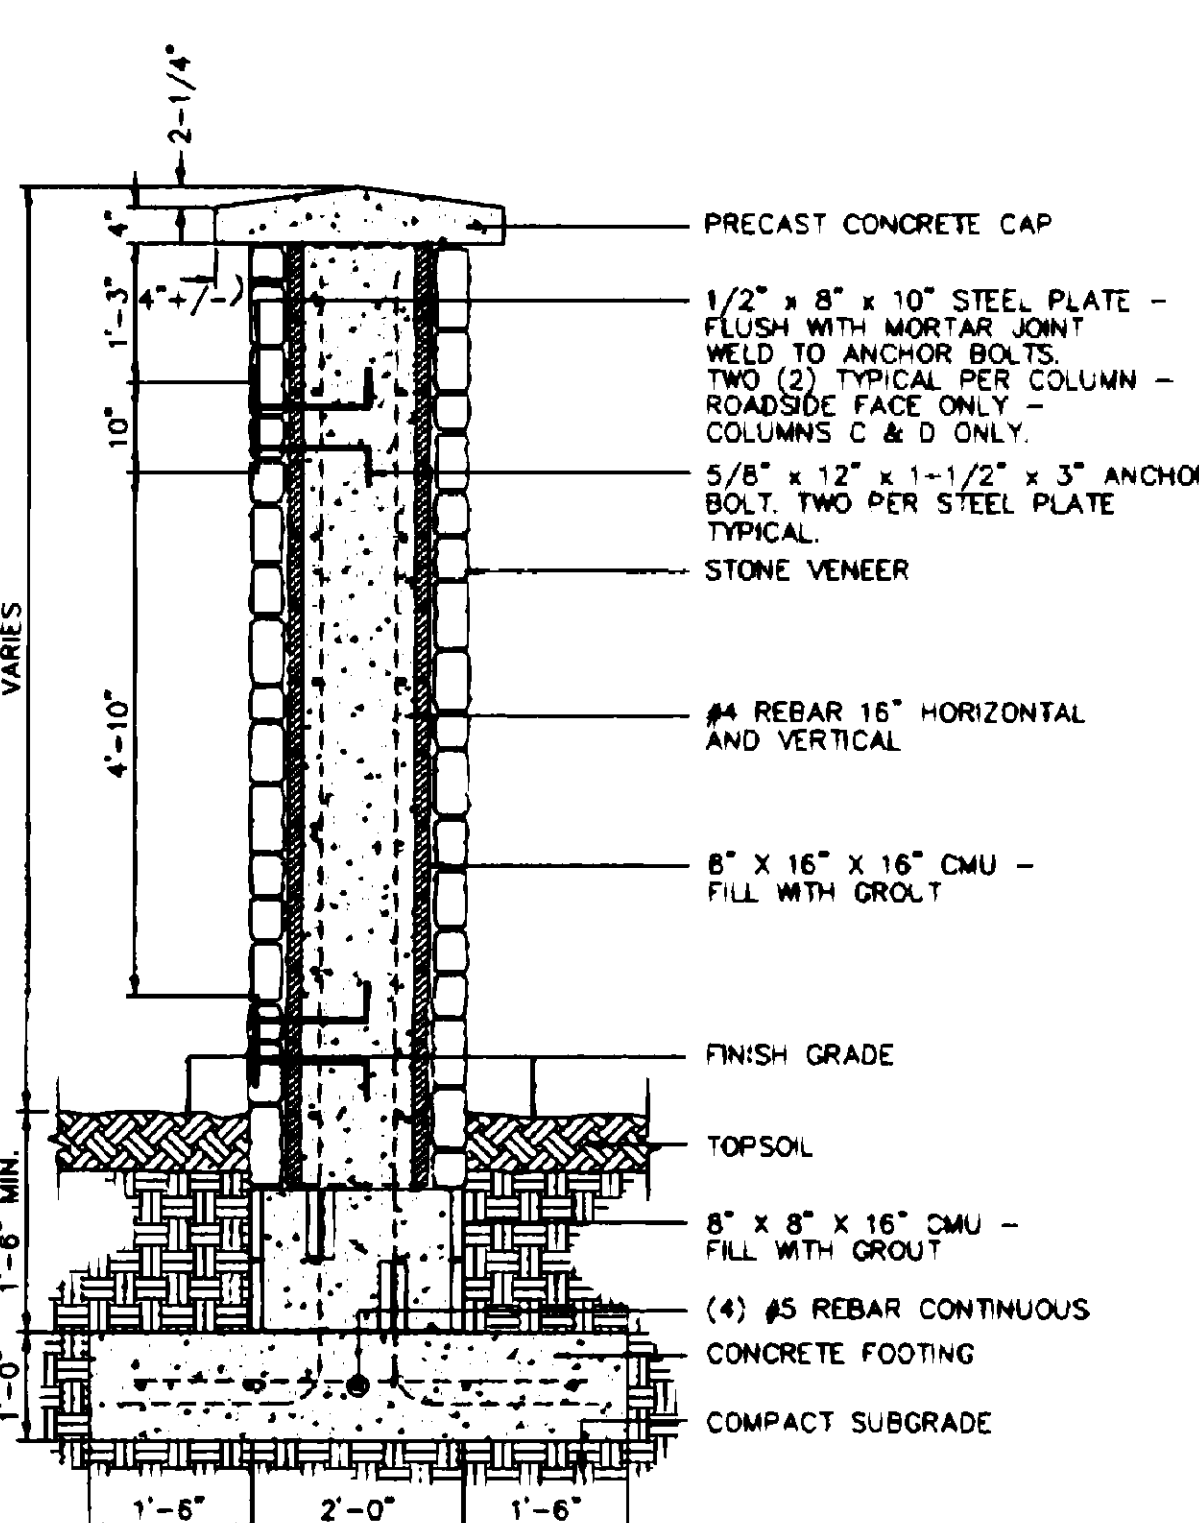 2-1/4"
4"
1'-3"
4"+/-
10"
4'-10"
VARIES
1'-6" MIN.
1'-0"
PRECAST CONCRETE CAP
1/2" x 8" x 10" STEEL PLATE -
FLUSH WITH MORTAR JOINT
WELD TO ANCHOR BOLTS.
TWO (2) TYPICAL PER COLUMN -
ROADSIDE FACE ONLY -
COLUMNS C & D ONLY.
5/8" x 12" x 1-1/2" x 3" ANCHOR
BOLT. TWO PER STEEL PLATE
TYPICAL.
STONE VENEER
#4 REBAR 16" HORIZONTAL
AND VERTICAL
8" X 16" X 16" CMU -
FILL WITH GROUT
FINISH GRADE
TOPSOIL
8" X 8" X 16" CMU -
FILL WITH GROUT
(4) #5 REBAR CONTINUOUS
CONCRETE FOOTING
COMPACT SUBGRADE
1'-6"
2'-0"
1'-6"